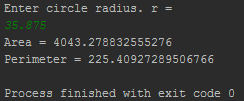 Enter circle radius. r =
35.875
Area = 4043.278832555276
Perimeter = 225.40927289506766
Process finished with exit code 0